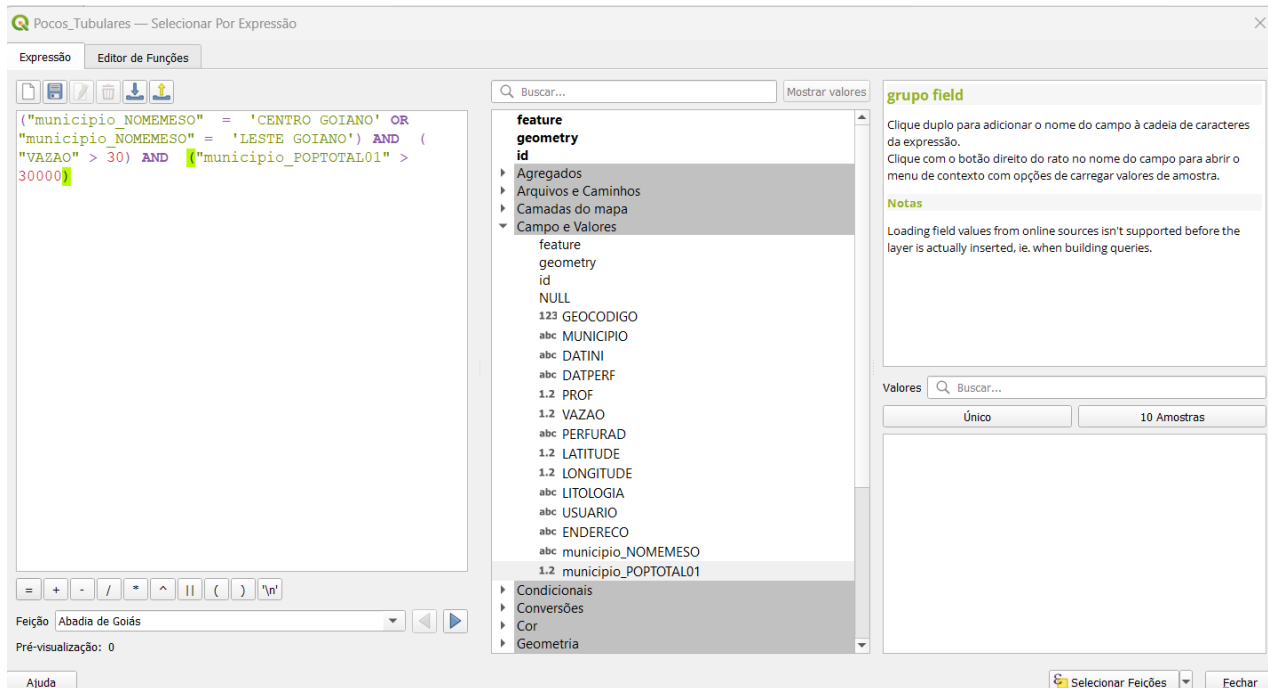 Pocos_Tubulares — Selecionar Por Expressão
Expressão
Editor de Funções
("municipio_NOMEMESO" = 'CENTRO GOIANO' OR
"municipio_NOMEMESO" = 'LESTE GOIANO') AND (
"VAZAO" > 30) AND ("municipio_POPTOTAL01" >
30000)
= + - / * ^ || ( ) '\n'
Feição Abadia de Goiás
Pré-visualização: 0
Ajuda
Buscar...
Mostrar valores
feature
geometry
id
Agregados
Arquivos e Caminhos
Camadas do mapa
Campo e Valores
feature
geometry
id
NULL
123 GEOCODIGO
abc MUNICIPIO
abc DATINI
abc DATPERF
1.2 PROF
1.2 VAZAO
abc PERFURAD
1.2 LATITUDE
1.2 LONGITUDE
abc LITOLOGIA
abc USUARIO
abc ENDERECO
abc municipio_NOMEMESO
1.2 municipio_POPTOTAL01
Condicionais
Conversões
Cor
Geometria
grupo field
Clique duplo para adicionar o nome do campo à cadeia de caracteres
da expressão.
Clique com o botão direito do rato no nome do campo para abrir o
menu de contexto com opções de carregar valores de amostra.
Notas
Loading field values from online sources isn't supported before the
layer is actually inserted, ie. when building queries.
Valores Buscar...
Único
10 Amostras
Selecionar Feições
Fechar